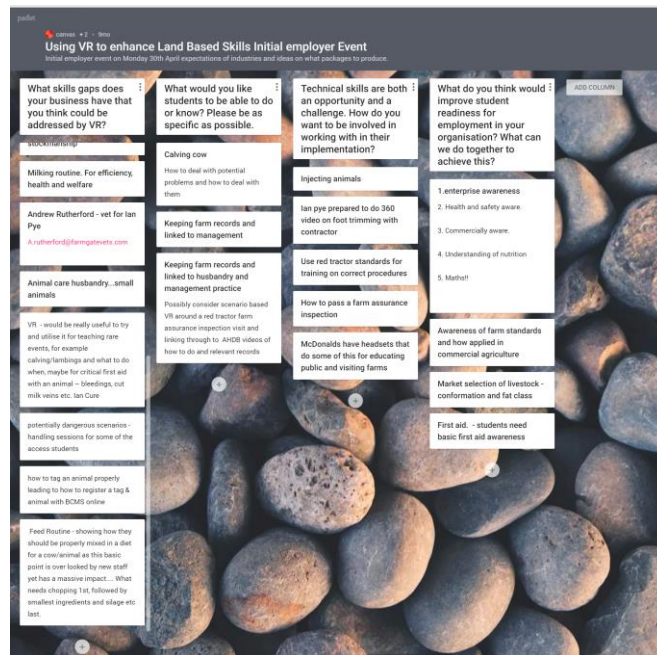 padlet
canvas + 2 · 9mo
Using VR to enhance Land Based Skills Initial employer Event
Initial employer event on Monday 30th April expectations of industries and ideas on what packages to produce.
What skills gaps does
your business have that
you think could be
addressed by VR?
stockmanship
Milking routine. For efficiency,
health and welfare
Andrew Rutherford - vet for Ian
Pye
A.rutherford@farmgatevets.com
Animal care husbandry...small
animals
VR - would be really useful to try
and utilise it for teaching rare
events, for example
calving/lambings and what to do
when, maybe for critical first aid
with an animal – bleedings, cut
milk veins etc. Ian Cure
potentially dangerous scenarios -
handling sessions for some of the
access students
how to tag an animal properly
leading to how to register a tag &
animal with BCMS online
Feed Routine - showing how they
should be properly mixed in a diet
for a cow/animal as this basic
point is over looked by new staff
yet has a massive impact.... What
needs chopping 1st, followed by
smallest ingredients and silage etc
last.
What would you like
students to be able to do
or know? Please be as
specific as possible.
Calving cow
How to deal with potential
problems and how to deal with
them
Keeping farm records and
linked to management
Keeping farm records and
linked to husbandry and
management practice
Possibly consider scenario based
VR around a red tractor farm
assurance inspection visit and
linking through to AHDB videos of
how to do and relevant records
Technical skills are both
an opportunity and a
challenge. How do you
want to be involved in
working with in their
implementation?
Injecting animals
Ian pye prepared to do 360
video on foot trimming with
contractor
Use red tractor standards for
training on correct procedures
How to pass a farm assurance
inspection
McDonalds have headsets that
do some of this for educating
public and visiting farms
What do you think would
improve student
readiness for
employment in your
organisation? What can
we do together to
achieve this?
1.enterprise awareness
2. Health and safety aware.
3. Commercially aware.
4. Understanding of nutrition
5. Maths!!
Awareness of farm standards
and how applied in
commercial agriculture
Market selection of livestock -
conformation and fat class
First aid. - students need
basic first aid awareness
ADD COLUMN